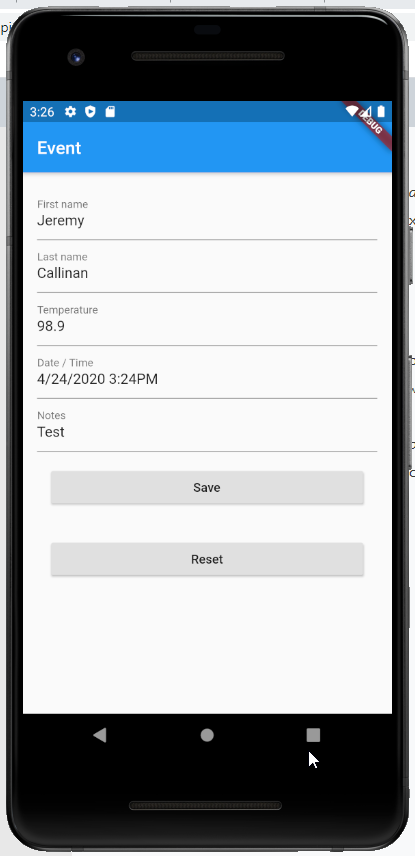 3:26
DEBUG
Event
First name
Jeremy
Last name
Callinan
Temperature
98.9
Date / Time
4/24/2020 3:24PM
Notes
Test
Save
Reset